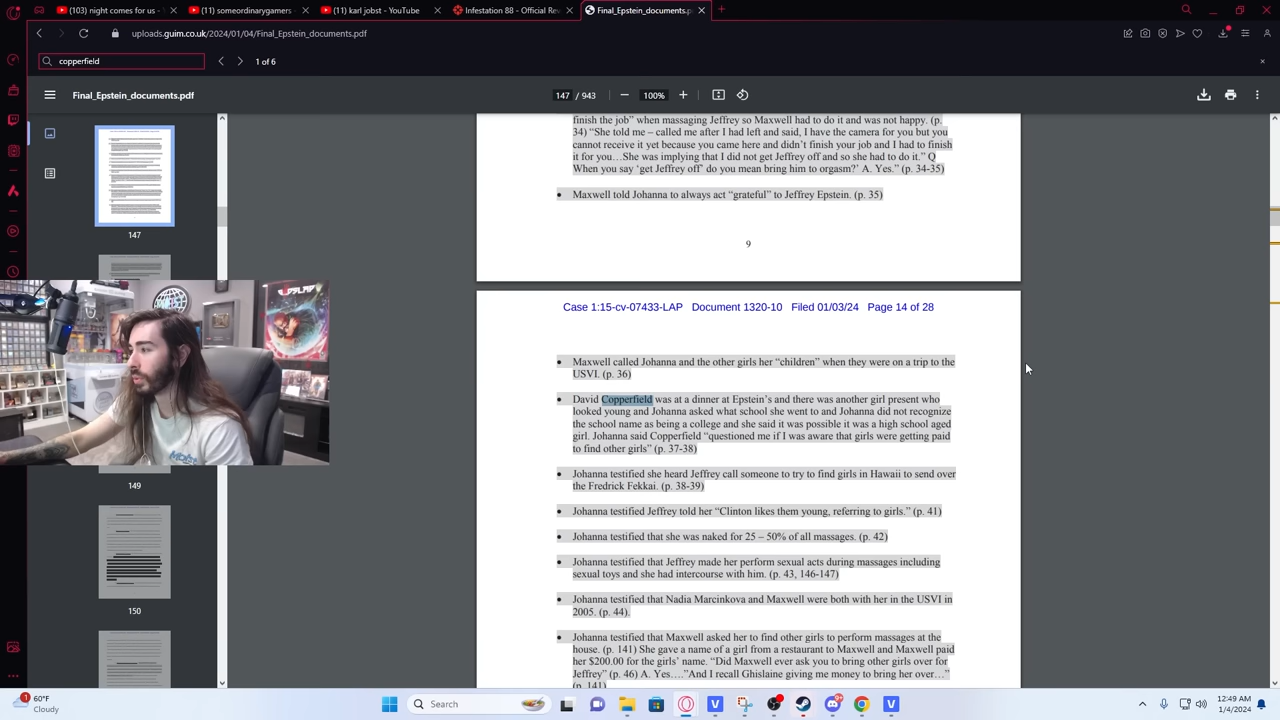 (103) night comes for us -
(11) someordinarygamers -
(11) karl jobst - YouTube
Infestation 88 - Official Rev
Final_Epstein_documents.p
uploads.guim.co.uk/2024/01/04/Final_Epstein_documents.pdf
copperfield
1 of 6
Final_Epstein_documents.pdf
147 / 943
100%
finish the job” when massaging Jeffrey so Maxwell had to do it and was not happy. (p.
34) “She told me – called me after I had left and said, I have the camera for you but you
cannot receive it yet because you came here and didn’t finish your job and I had to finish
it for you…She was implying that I did not get Jeffrey off and so she had to do it.” Q
When you say ‘get Jeffrey off’ do you mean bring him to orgasm?’ A. Yes.” (p. 34-35)
• Maxwell told Johanna to always act “grateful” to Jeffrey Epstein. (p. 35)
9
147
Case 1:15-cv-07433-LAP Document 1320-10 Filed 01/03/24 Page 14 of 28
• Maxwell called Johanna and the other girls her “children” when they were on a trip to the
USVI. (p. 36)
• David Copperfield was at a dinner at Epstein’s and there was another girl present who
looked young and Johanna asked what school she went to and Johanna did not recognize
the school name as being a college and she said it was possible it was a high school aged
girl. Johanna said Copperfield “questioned me if I was aware that girls were getting paid
to find other girls” (p. 37-38)
• Johanna testified she heard Jeffrey call someone to try to find girls in Hawaii to send over
the Fredrick Fekkai. (p. 38-39)
• Johanna testified Jeffrey told her “Clinton likes them young, referring to girls.” (p. 41)
• Johanna testified that she was naked for 25 – 50% of all massages. (p. 42)
• Johanna testified that Jeffrey made her perform sexual acts during massages including
sexual toys and she had intercourse with him. (p. 43, 146-147)
• Johanna testified that Nadia Marcinkova and Maxwell were both with her in the USVI in
2005. (p. 44).
• Johanna testified that Maxwell asked her to find other girls to perform massages at the
house. (p. 141) She gave a name of a girl from a restaurant to Maxwell and Maxwell paid
her $200.00 for the girls’ name. “Did Maxwell ever ask you to bring other girls over for
Jeffrey” (p. 46) A. Yes….”And I recall Ghislaine giving me money to bring her over…”
(p. 141)
149
150
1
60°F
Cloudy
Search
12:49 AM
1/4/2024